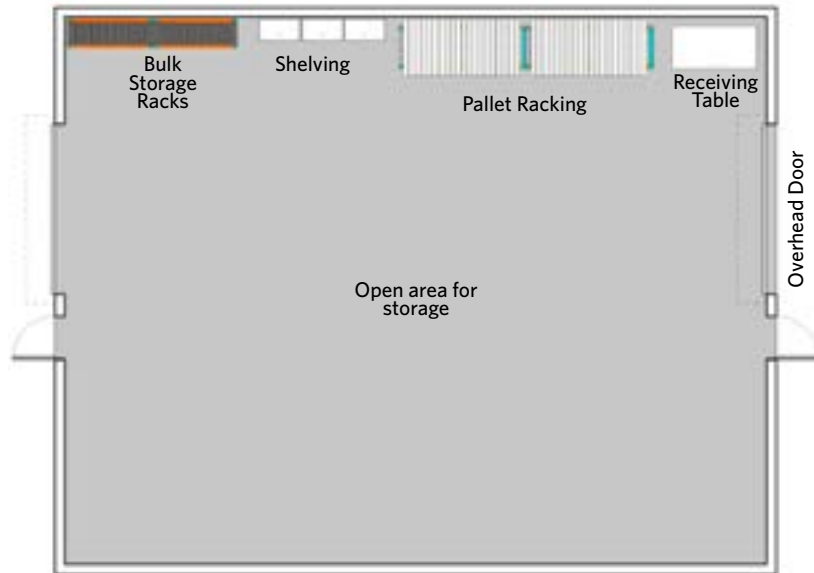 Bulk
Storage
Racks
Shelving
Pallet Racking
Receiving
Table
Overhead Door
Open area for
storage